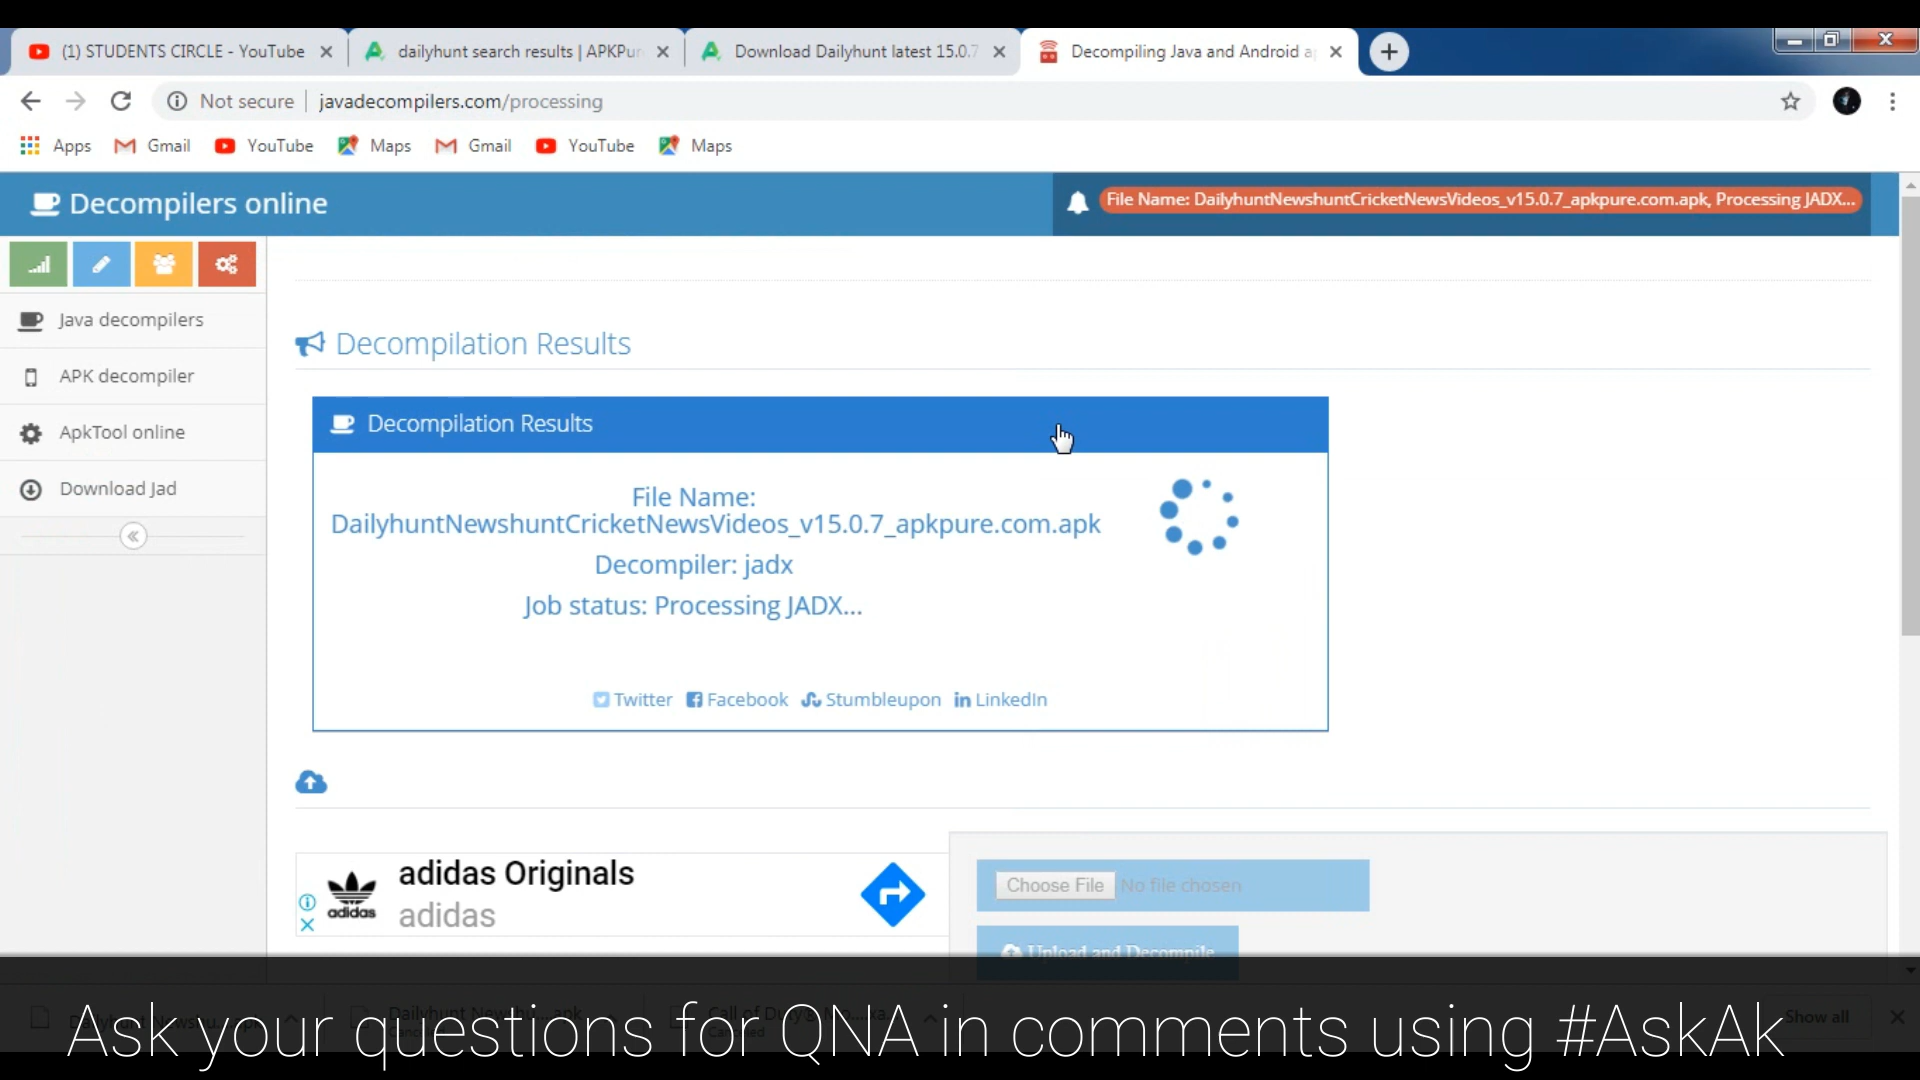 (1) STUDENTS CIRCLE - YouTube
dailyhunt search results | APKPur
Download Dailyhunt latest 15.0.7
Decompiling Java and Android a
Not secure
javadecompilers.com/processing
Apps
Gmail
YouTube
Maps
Gmail
YouTube
Maps
Decompilers online
File Name: DailyhuntNewshuntCricketNewsVideos_v15.0.7_apkpure.com.apk, Processing JADX...
Java decompilers
APK decompiler
ApkTool online
Download Jad
Decompilation Results
Decompilation Results
File Name:
DailyhuntNewshuntCricketNewsVideos_v15.0.7_apkpure.com.apk
Decompiler: jadx
Job status: Processing JADX...
Twitter Facebook Stumbleupon LinkedIn
adidas
adidas Originals
adidas
Choose File No file chosen
Upload and Decompile
Show all
Ask your questions for QNA in comments using #AskAk